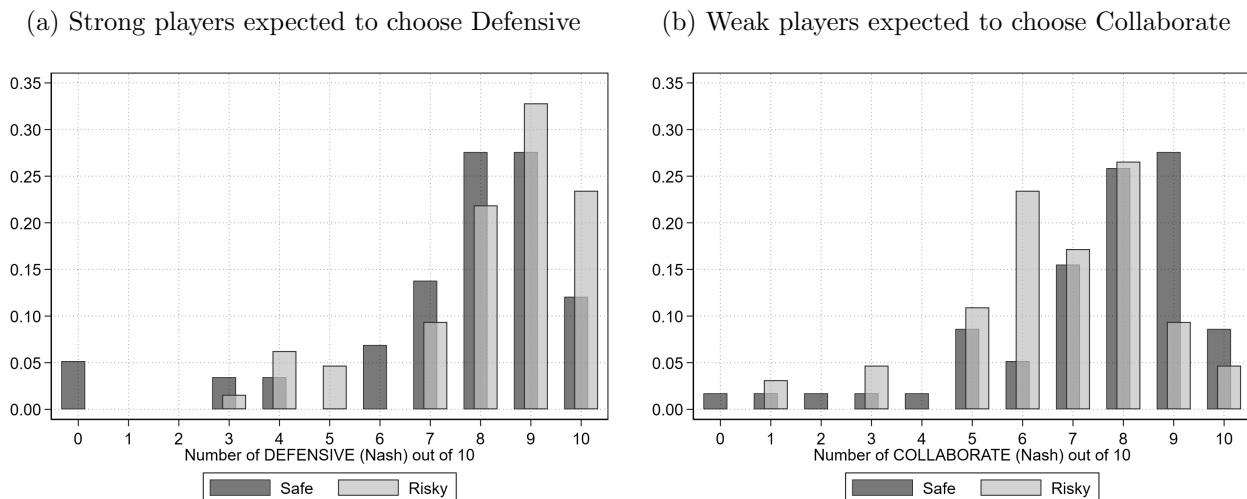 (a) Strong players expected to choose Defensive
0.35
0.30
0.25
0.20
0.15
0.10
0.05
0.00
0 1 2 3 4 5 6 7 8 9 10
Number of DEFENSIVE (Nash) out of 10
Safe Risky
(b) Weak players expected to choose Collaborate
0.35
0.30
0.25
0.20
0.15
0.10
0.05
0.00
0 1 2 3 4 5 6 7 8 9 10
Number of COLLABORATE (Nash) out of 10
Safe Risky